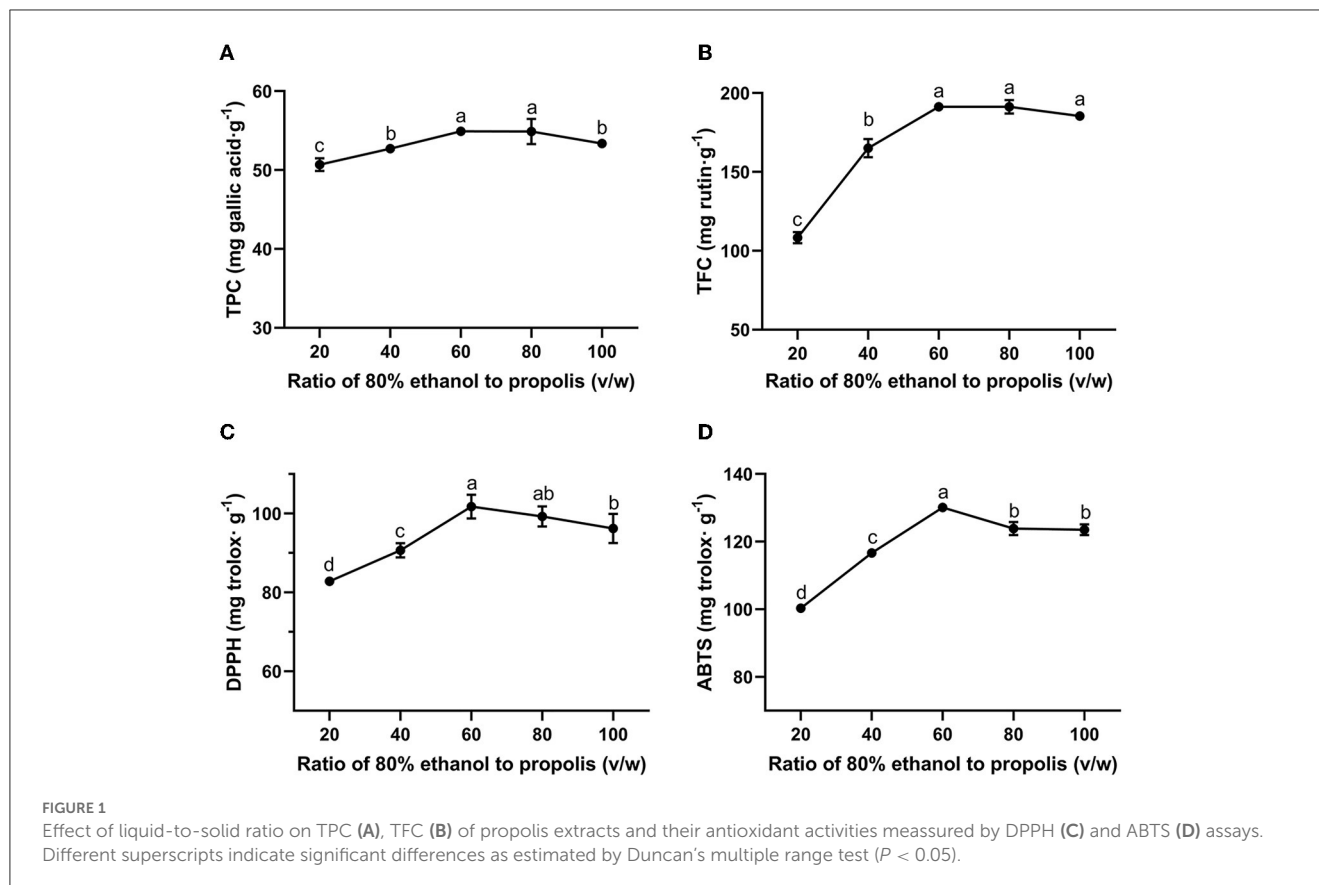 A
60
50
40
30
TPC (mg gallic acid·g⁻¹)
c
b
a
a
b
20 40 60 80 100
Ratio of 80% ethanol to propolis (v/w)
B
200
150
100
50
TFC (mg rutin·g⁻¹)
c
b
a
a
a
20 40 60 80 100
Ratio of 80% ethanol to propolis (v/w)
C
100
80
60
DPPH (mg trolox· g⁻¹)
d
c
a
ab
b
20 40 60 80 100
Ratio of 80% ethanol to propolis (v/w)
D
140
120
100
80
ABTS (mg trolox· g⁻¹)
d
c
a
b
b
20 40 60 80 100
Ratio of 80% ethanol to propolis (v/w)
FIGURE 1
Effect of liquid-to-solid ratio on TPC (A), TFC (B) of propolis extracts and their antioxidant activities meassured by DPPH (C) and ABTS (D) assays.
Different superscripts indicate significant differences as estimated by Duncan's multiple range test (P < 0.05).